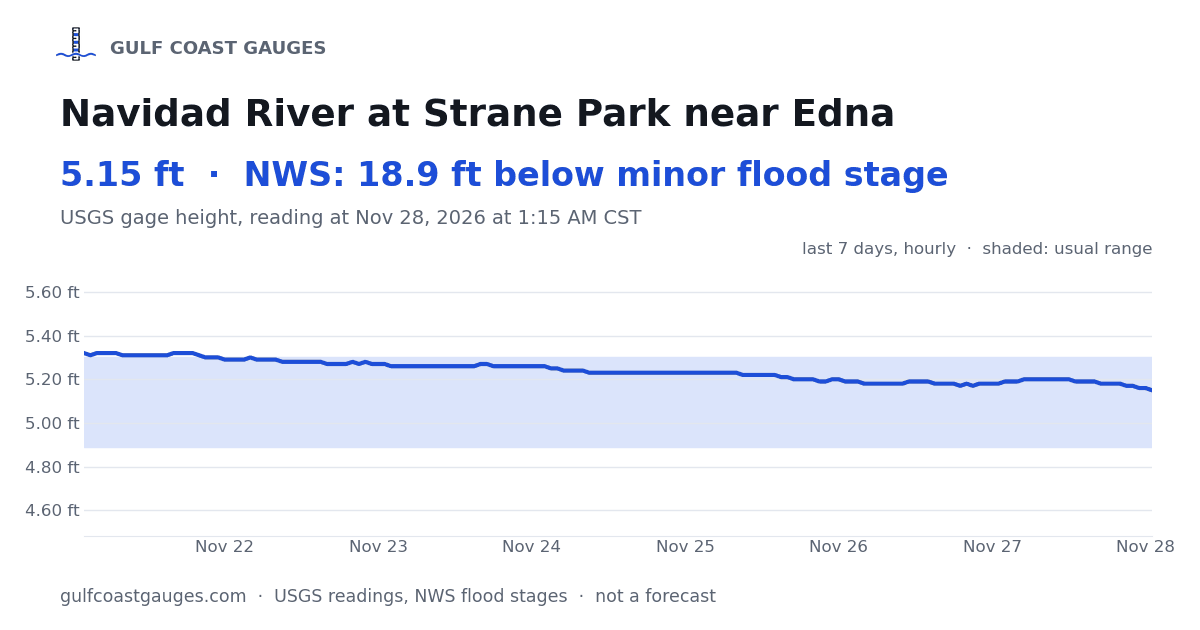 GULF COAST GAUGES
Navidad River at Strane Park near Edna
5.15 ft · NWS: 18.9 ft below minor flood stage
USGS gage height, reading at Nov 28, 2026 at 1:15 AM CST
last 7 days, hourly · shaded: usual range
5.60 ft
5.40 ft
5.20 ft
5.00 ft
4.80 ft
4.60 ft
Nov 22 Nov 23 Nov 24 Nov 25 Nov 26 Nov 27 Nov 28
gulfcoastgauges.com · USGS readings, NWS flood stages · not a forecast